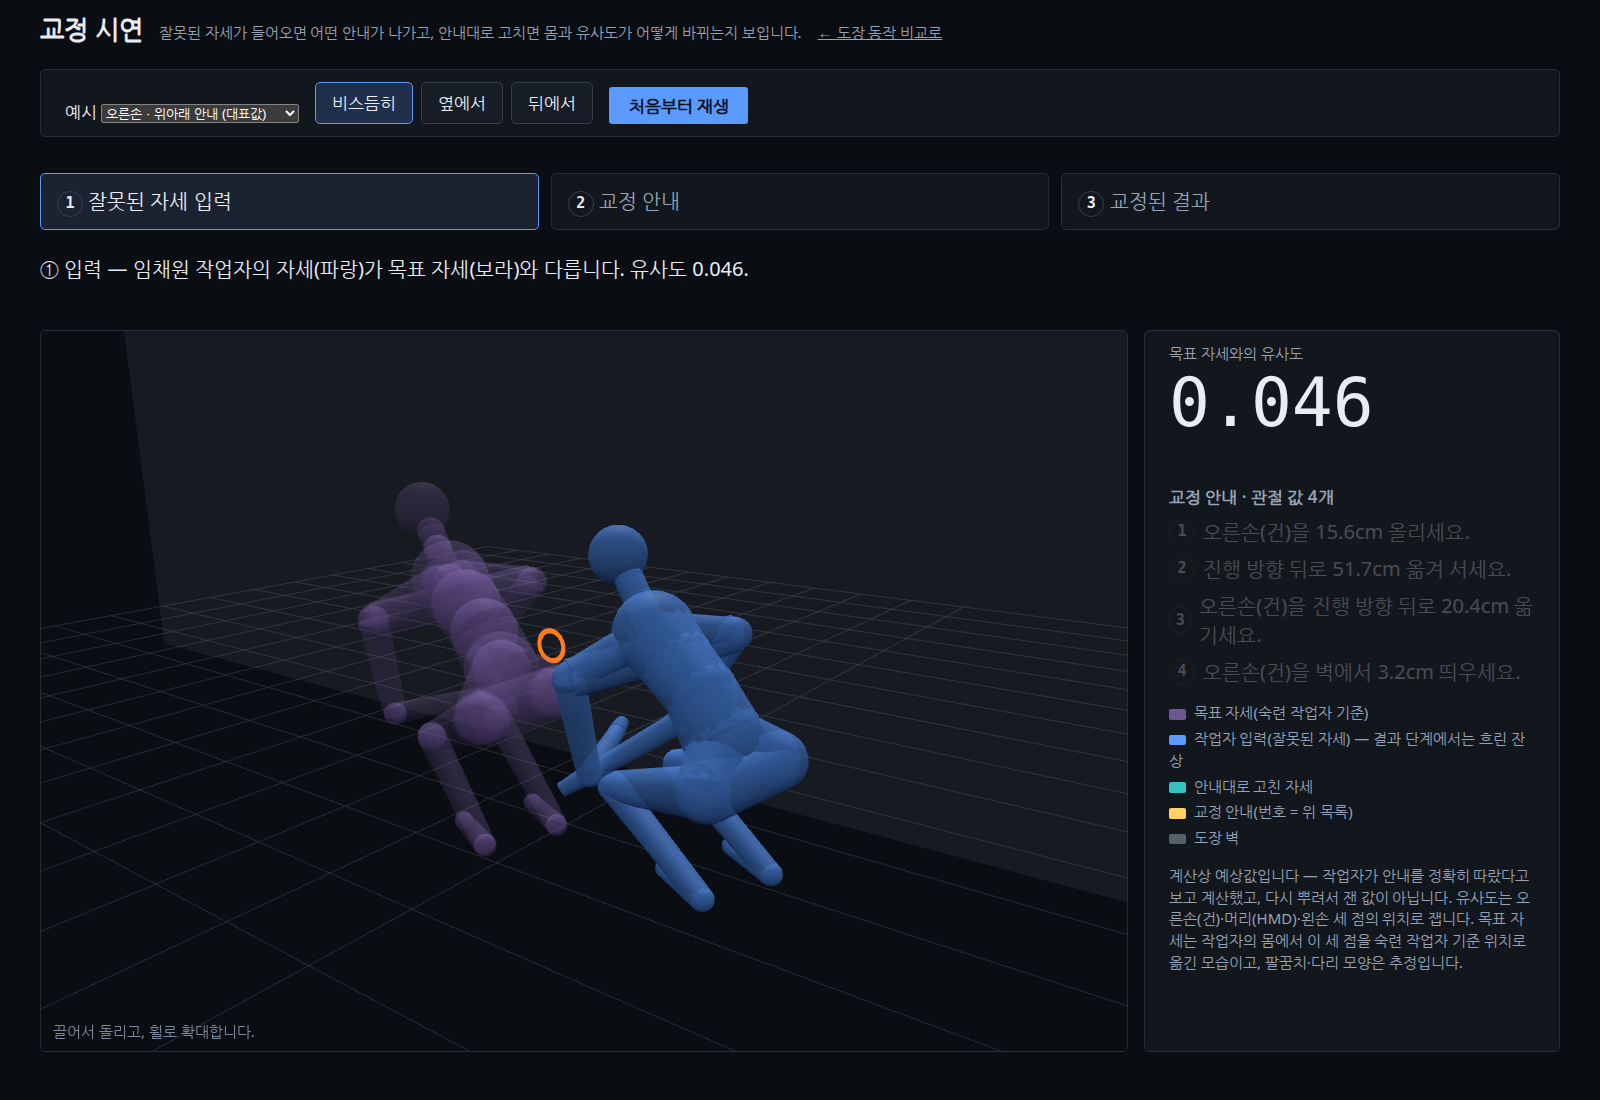 교정 시연 잘못된 자세가 들어오면 어떤 안내가 나가고, 안내대로 고치면 몸과 유사도가 어떻게 바뀌는지 보입니다. ← 도장 동작 비교로
예시 오른손 · 위아래 안내 (대표값) 비스듬히 옆에서 뒤에서 처음부터 재생
1 잘못된 자세 입력 2 교정 안내 3 교정된 결과
① 입력 — 임채원 작업자의 자세(파랑)가 목표 자세(보라)와 다릅니다. 유사도 0.046.
끌어서 돌리고, 휠로 확대합니다.
목표 자세와의 유사도
0.046
교정 안내 · 관절 값 4개
1 오른손(건)을 15.6cm 올리세요.
2 진행 방향 뒤로 51.7cm 옮겨 서세요.
3 오른손(건)을 진행 방향 뒤로 20.4cm 옮
기세요.
4 오른손(건)을 벽에서 3.2cm 띄우세요.
목표 자세(숙련 작업자 기준)
작업자 입력(잘못된 자세) — 결과 단계에서는 흐린 잔
상
안내대로 고친 자세
교정 안내(번호 = 위 목록)
도장 벽
계산상 예상값입니다 — 작업자가 안내를 정확히 따랐다고
보고 계산했고, 다시 뿌려서 잰 값이 아닙니다. 유사도는 오
른손(건)·머리(HMD)·왼손 세 점의 위치로 잽니다. 목표 자
세는 작업자의 몸에서 이 세 점을 숙련 작업자 기준 위치로
옮긴 모습이고, 팔꿈치·다리 모양은 추정입니다.